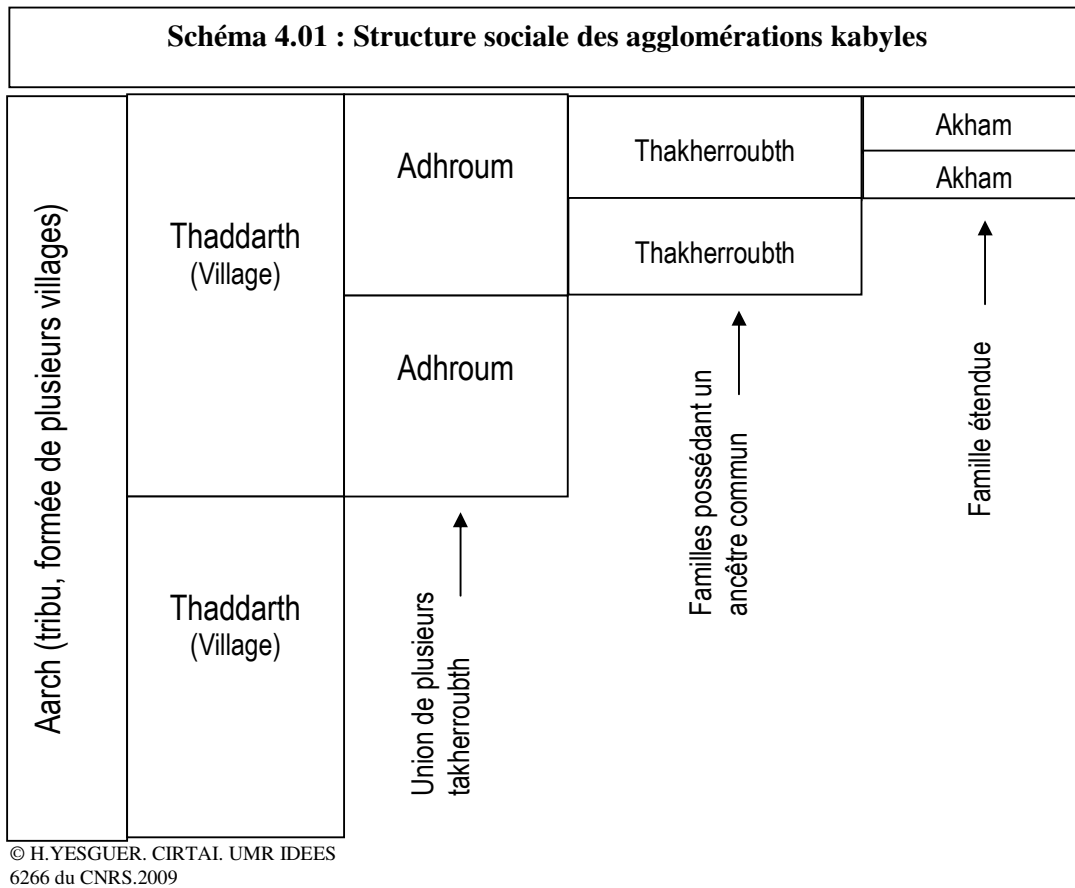 Schéma 4.01 : Structure sociale des agglomérations kabyles
Aarch (tribu, formée de plusieurs villages)
Thaddarth
(Village)
Thaddarth
(Village)
Adhroum
Adhroum
Union de plusieurs
takherroubth
Thakherroubth
Thakherroubth
Familles possédant un
ancêtre commun
Akham
Akham
Famille étendue
© H.YESGUER. CIRTAI. UMR IDEES
6266 du CNRS.2009